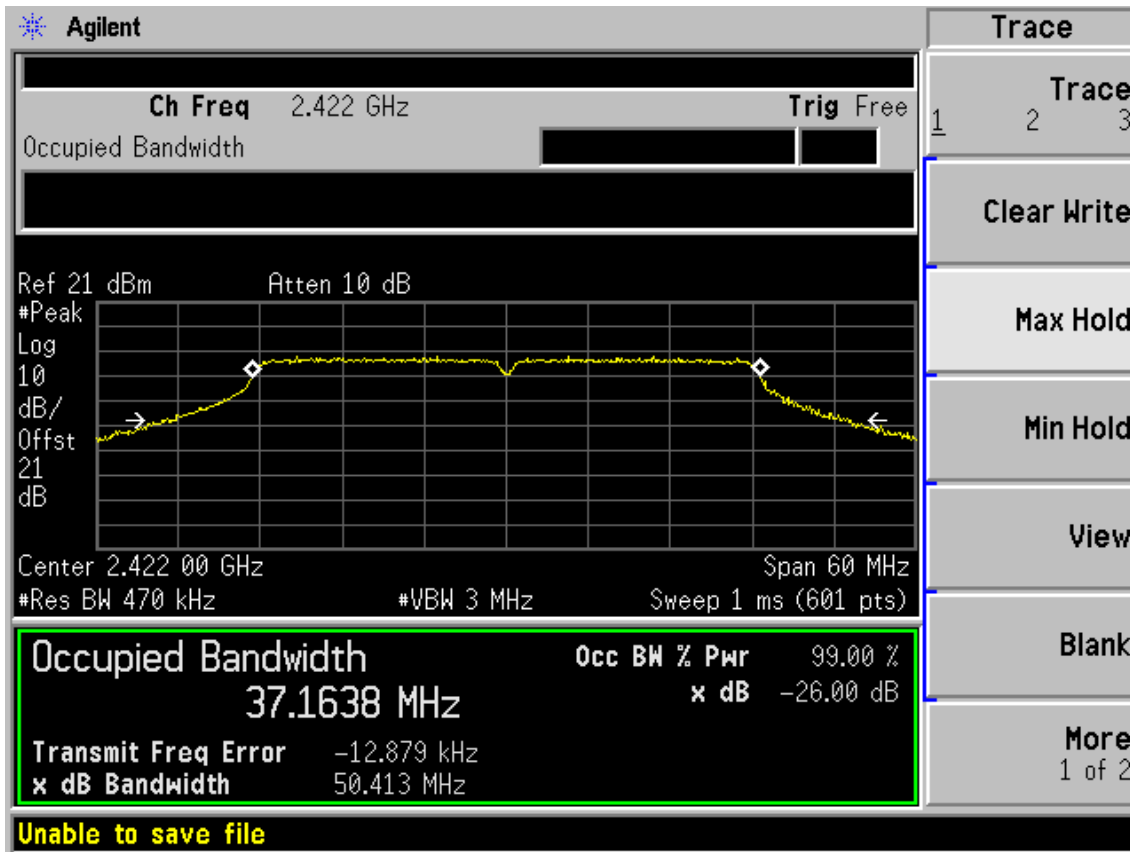 Agilent
Ch Freq 2.422 GHz Trig Free
Occupied Bandwidth
Ref 21 dBm Atten 10 dB
#Peak
Log
10
dB/
Offst
21
dB
Center 2.422 00 GHz Span 60 MHz
#Res BW 470 kHz #VBW 3 MHz Sweep 1 ms (601 pts)
Occupied Bandwidth
37.1638 MHz
Occ BW % Pwr 99.00 %
x dB -26.00 dB
Transmit Freq Error -12.879 kHz
x dB Bandwidth 50.413 MHz
Unable to save file
Trace
Trace
1 2 3
Clear Write
Max Hold
Min Hold
View
Blank
More
1 of 2